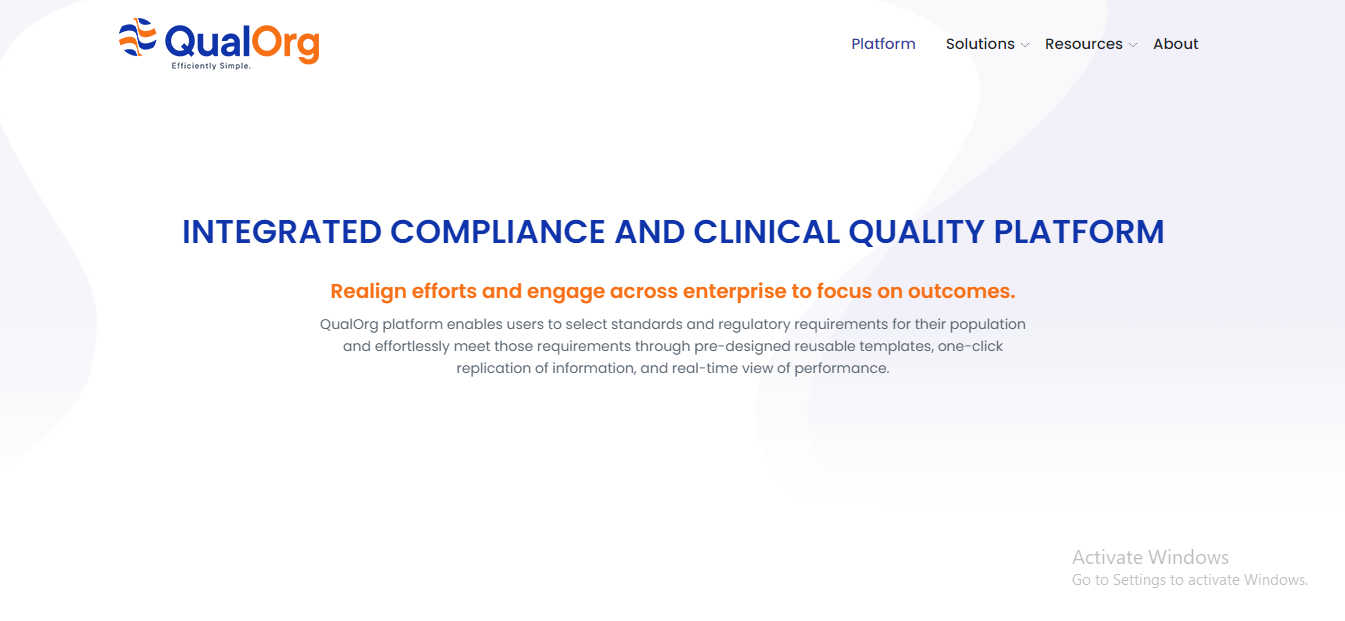 QualOrg
Efficiently Simple.
Platform Solutions Resources About
INTEGRATED COMPLIANCE AND CLINICAL QUALITY PLATFORM
Realign efforts and engage across enterprise to focus on outcomes.
QualOrg platform enables users to select standards and regulatory requirements for their population
and effortlessly meet those requirements through pre-designed reusable templates, one-click
replication of information, and real-time view of performance.
Activate Windows
Go to Settings to activate Windows.